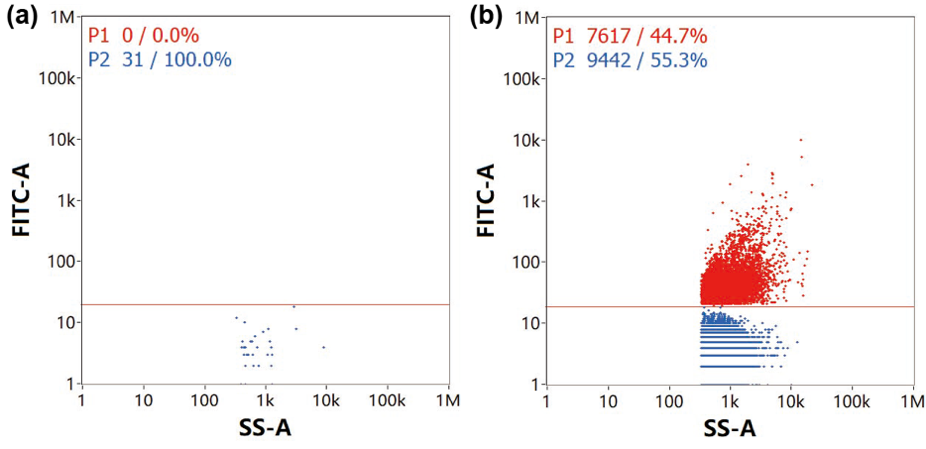 (a)
P1 0 / 0.0%
P2 31 / 100.0%
1M
100k
10k
1k
100
10
1
FITC-A
1 10 100 1k 10k 100k 1M
SS-A
(b)
P1 7617 / 44.7%
P2 9442 / 55.3%
1M
100k
10k
1k
100
10
1
FITC-A
1 10 100 1k 10k 100k 1M
SS-A